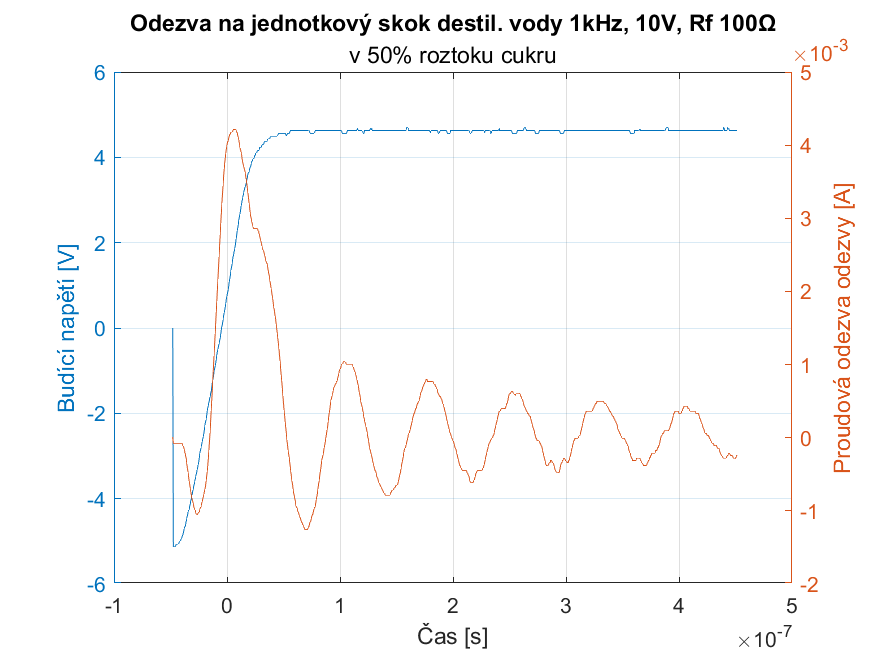 Odezva na jednotkový skok destil. vody 1kHz, 10V, Rf 100Ω
v 50% roztoku cukru
×10⁻³
6
4
2
0
-2
-4
-6
Budící napětí [V]
5
4
3
2
1
0
-1
-2
Proudová odezva odezvy [A]
-1 0 1 2 3 4 5
Čas [s]
×10⁻⁷